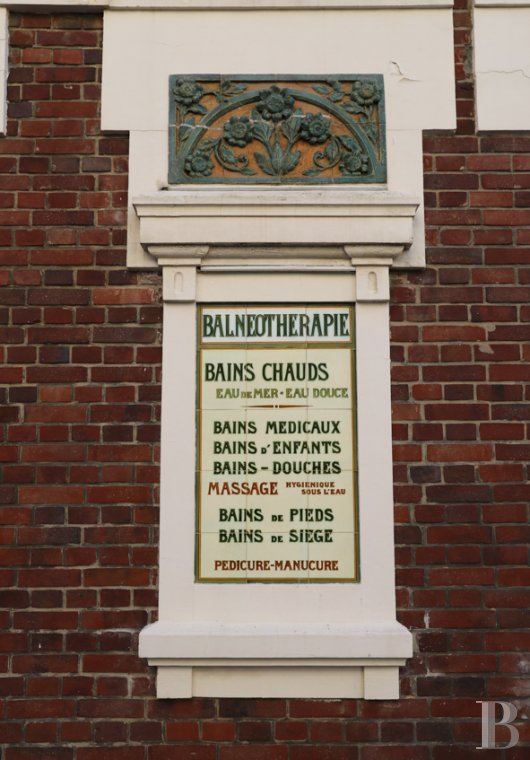 BALNEOTHERAPIE
BAINS CHAUDS
EAU DE MER - EAU DOUCE
BAINS MEDICAUX
BAINS D'ENFANTS
BAINS - DOUCHES
MASSAGE HYGIENIQUE SOUS L'EAU
BAINS DE PIEDS
BAINS DE SIEGE
PEDICURE-MANUCURE
B